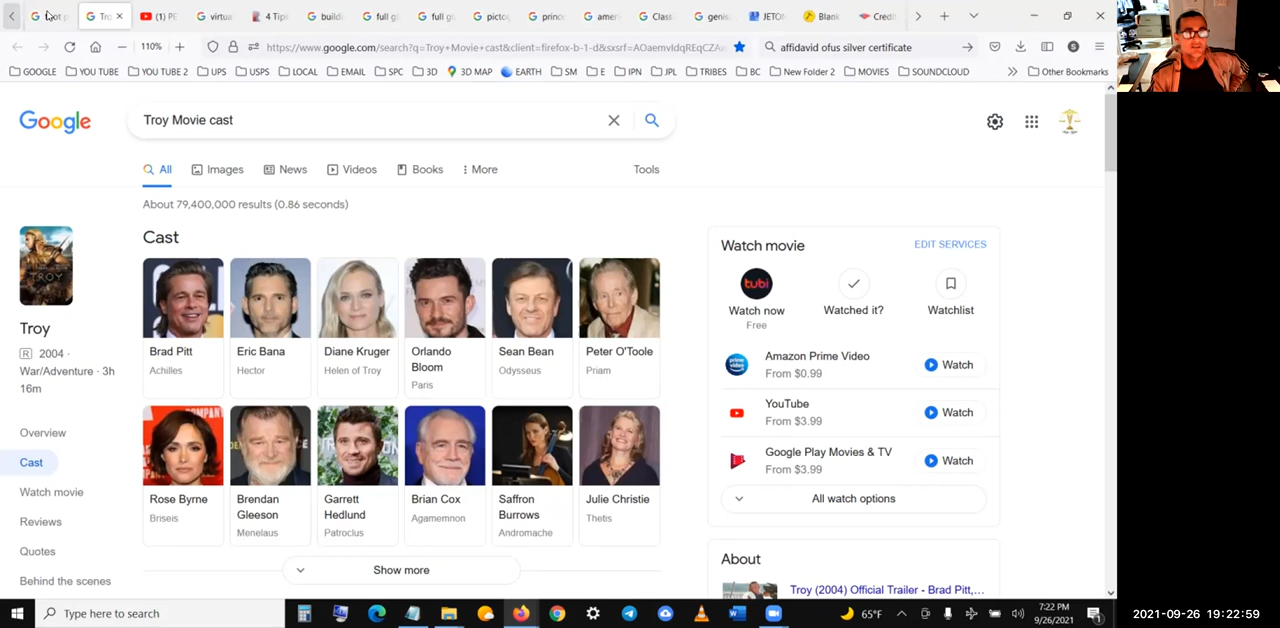 (1) PE
virtua
4 Tips
buildi
full gl
full gl
pictog
prince
ameri
Class
genisi
JETON
Blank
Credit
110%
https://www.google.com/search?q=Troy+Movie+cast&client=firefox-b-1-d&sxsrf=AOaemvIdqREqCZA
affidavid ofus silver certificate
GOOGLE
YOU TUBE
YOU TUBE 2
UPS
USPS
LOCAL
EMAIL
SPC
3D
3D MAP
EARTH
SM
E
IPN
JPL
TRIBES
BC
New Folder 2
MOVIES
SOUNDCLOUD
Other Bookmarks
Google
Troy Movie cast
All
Images
News
Videos
Books
More
Tools
About 79,400,000 results (0.86 seconds)
TROY
Troy
R 2004 ·
War/Adventure · 3h
16m
Overview
Cast
Watch movie
Reviews
Quotes
Behind the scenes
Cast
Brad Pitt
Achilles
Eric Bana
Hector
Diane Kruger
Helen of Troy
Orlando
Bloom
Paris
Sean Bean
Odysseus
Peter O'Toole
Priam
Rose Byrne
Briseis
Brendan
Gleeson
Menelaus
Garrett
Hedlund
Patroclus
Brian Cox
Agamemnon
Saffron
Burrows
Andromache
Julie Christie
Thetis
Show more
Watch movie
EDIT SERVICES
tubi
Watch now
Free
Watched it?
Watchlist
prime video
Amazon Prime Video
From $0.99
Watch
YouTube
From $3.99
Watch
Google Play Movies & TV
From $3.99
Watch
All watch options
About
Troy (2004) Official Trailer - Brad Pitt,...
Type here to search
65°F
7:22 PM
9/26/2021
1
2021-09-26 19:22:59